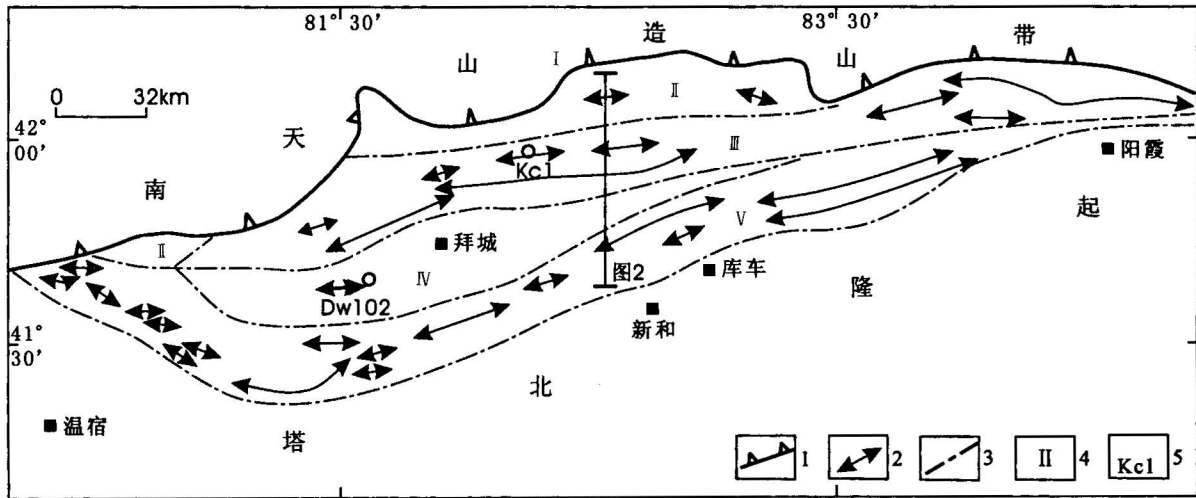 81° 30′
83° 30′
造
带
山
I
山
0 32km
II
天
42°
00′
III
阳霞
Kc1
南
起
V
拜城
II
库车
图2
IV
隆
Dw102
新和
41°
30′
北
温宿
塔
1
2
3
II 4
Kc1 5